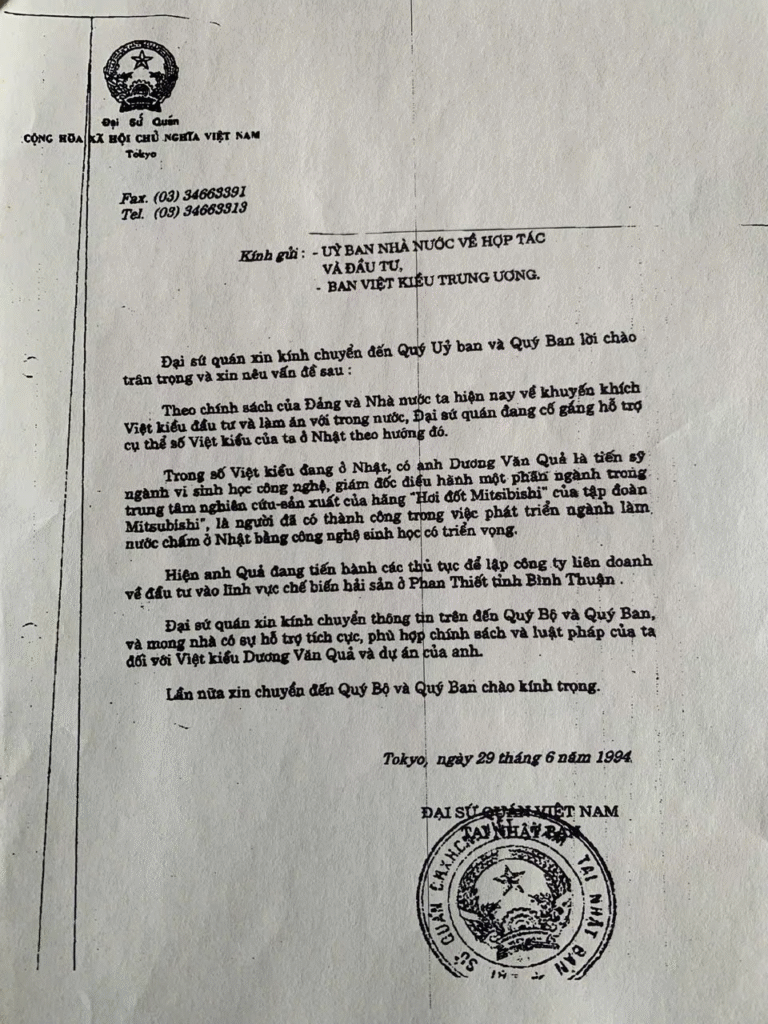 Đại Sứ Quán
CỘNG HÒA XÃ HỘI CHỦ NGHĨA VIỆT NAM
Tokyo
Fax. (03) 34663391
Tel. (03) 34663313
Kính gửi : - UỶ BAN NHÀ NƯỚC VỀ HỢP TÁC
VÀ ĐẦU TƯ,
- BAN VIỆT KIỀU TRUNG ƯƠNG.
Đại sứ quán xin kính chuyển đến Quý Uỷ ban và Quý Ban lời chào
trân trọng và xin nêu vấn đề sau :
Theo chính sách của Đảng và Nhà nước ta hiện nay về khuyến khích
Việt kiều đầu tư và làm ăn với trong nước, Đại sứ quán đang cố gắng hỗ trợ
cụ thể số Việt kiều của ta ở Nhật theo hướng đó.
Trong số Việt kiều đang ở Nhật, có anh Dương Văn Quả là tiến sỹ
ngành vi sinh học công nghệ, giám đốc điều hành một phần ngành trong
trung tâm nghiên cứu-sản xuất của hãng "Hơi đốt Mitsibishi" của tập đoàn
Mitsubishi", là người đã có thành công trong việc phát triển ngành làm
nước chấm ở Nhật bằng công nghệ sinh học có triển vọng.
Hiện anh Quả đang tiến hành các thủ tục để lập công ty liên doanh
về đầu tư vào lĩnh vực chế biến hải sản ở Phan Thiết tỉnh Bình Thuận .
Đại sứ quán xin kính chuyển thông tin trên đến Quý Bộ và Quý Ban,
và mong nhà có sự hỗ trợ tích cực, phù hợp chính sách và luật pháp của ta
đối với Việt kiều Dương Văn Quả và dự án của anh.
Lần nữa xin chuyển đến Quý Bộ và Quý Ban chào kính trọng.
Tokyo, ngày 29 tháng 6 năm 1994
ĐẠI SỨ QUÁN VIỆT NAM
TẠI NHẬT BẢN
SỨ QUÁN C.H.X.H.C.N. TẠI NHẬT BẢN